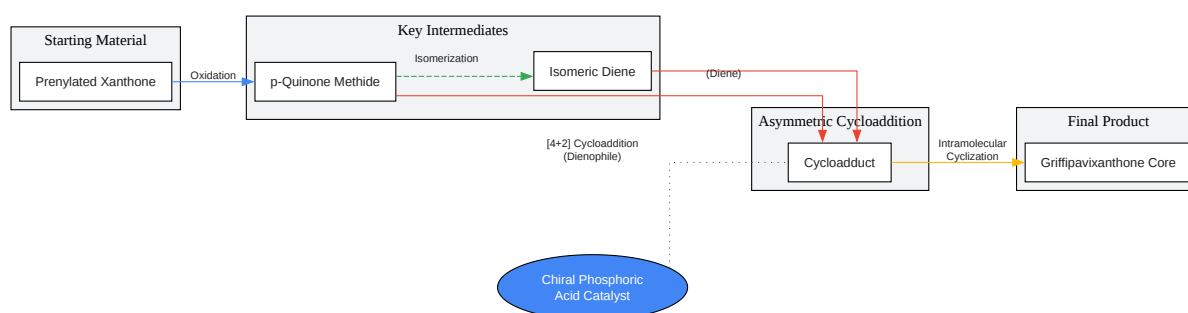 Starting Material
Prenylated Xanthone
Oxidation
Key Intermediates
p-Quinone Methide
Isomerization
Isomeric Diene
(Diene)
[4+2] Cycloaddition
(Dienophile)
Asymmetric Cycloaddition
Cycloadduct
Intramolecular
Cyclization
Final Product
Griffipavixanthone Core
Chiral Phosphoric
Acid Catalyst